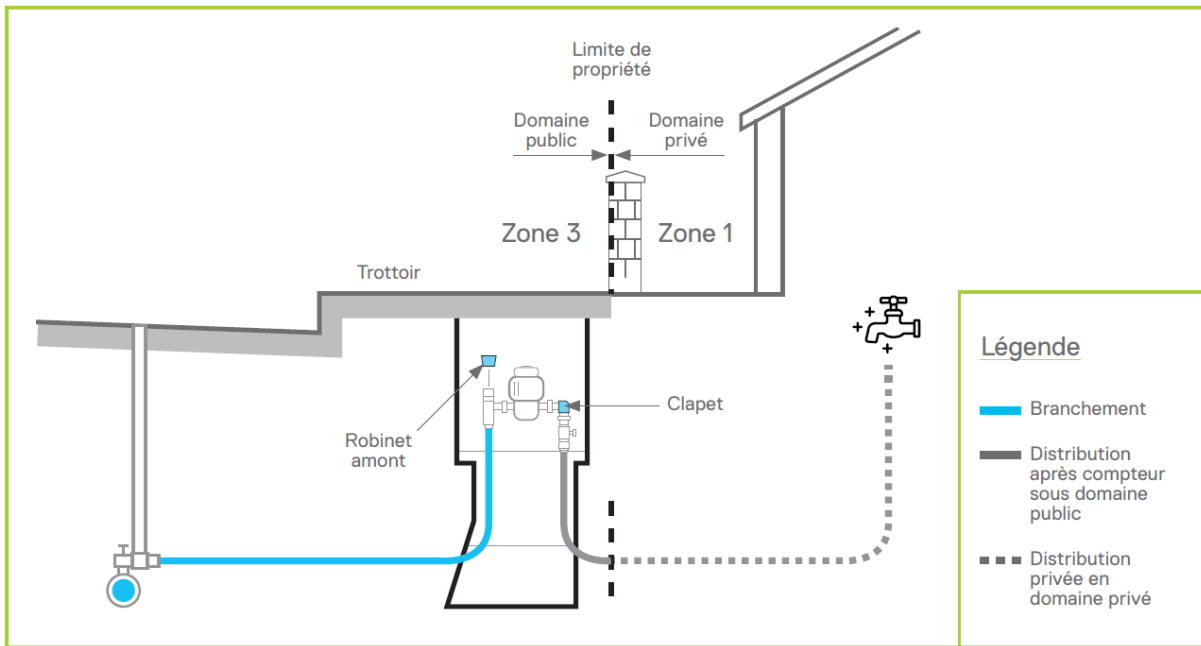 Limite de
propriété
Domaine
public
Domaine
privé
Zone 3
Zone 1
Trottoir
Robinet
amont
Clapet
Légende
Branchement
Distribution
après compteur
sous domaine
public
Distribution
privée en
domaine privé